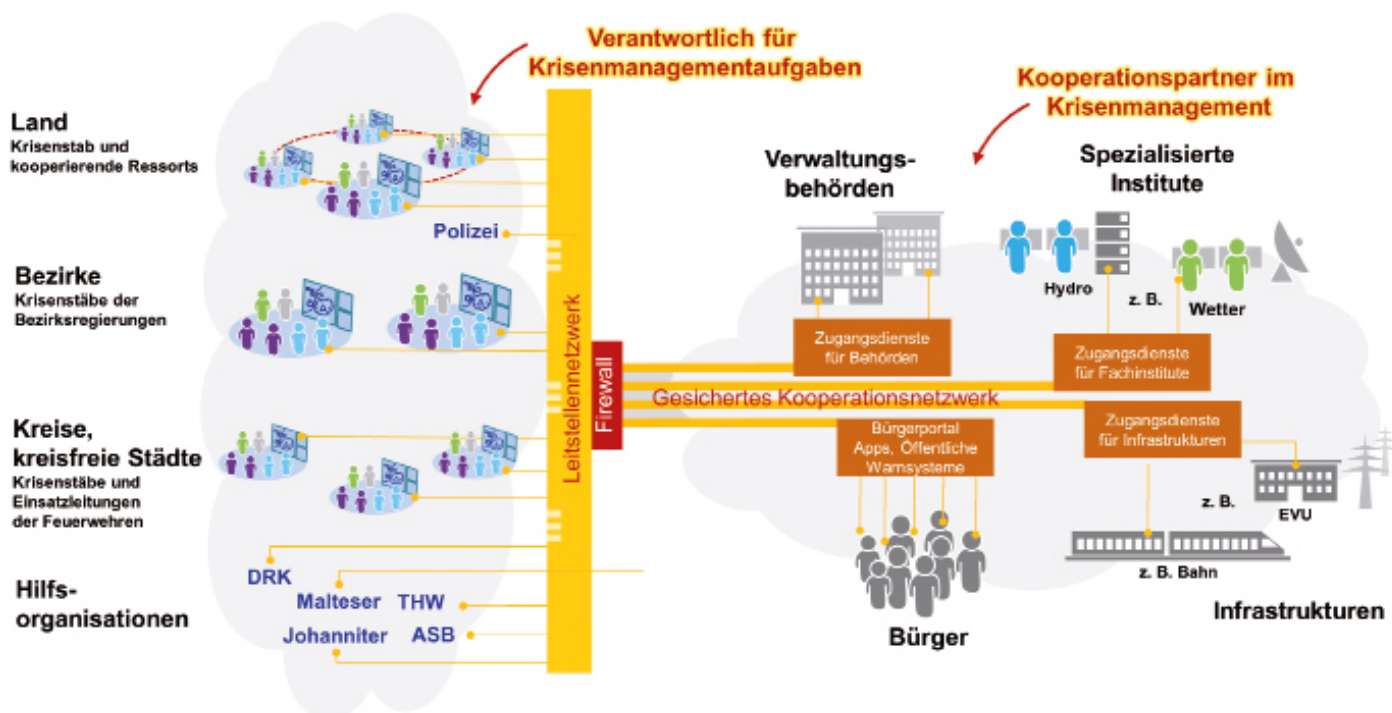 Verantwortlich für
Krisenmanagementaufgaben
Kooperationspartner im
Krisenmanagement
Land
Krisenstab und
kooperierende Ressorts
Polizei
Bezirke
Krisenstäbe der
Bezirksregierungen
Kreise,
kreisfreie Städte
Krisenstäbe und
Einsatzleitungen
der Feuerwehren
Hilfs-
organisationen
DRK
Malteser
THW
Johanniter
ASB
Leitstellennetzwerk
Firewall
Gesichertes Kooperationsnetzwerk
Verwaltungs-
behörden
Zugangsdienste
für Behörden
Spezialisierte
Institute
Hydro
z. B.
Wetter
Zugangsdienste
für Fachinstitute
Zugangsdienste
für Infrastrukturen
Bürgerportal
Apps, Öffentliche
Warnsysteme
Bürger
z. B.
EVU
z. B. Bahn
Infrastrukturen